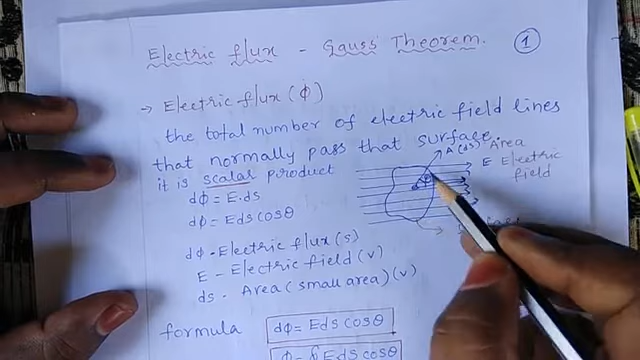 Electric flux - Gauss Theorem. 1
→ Electric flux (ϕ)
the total number of electric field lines
that normally pass that surface.
it is scalar product
A (ds) Area
E Electric
field
dϕ = E.ds
dϕ = Eds cosθ
dϕ - Electric flux (s)
E - Electric field (v)
ds - Area (small area) (v)
formula dϕ = Eds cosθ
ϕ = ∮ Eds cosθ